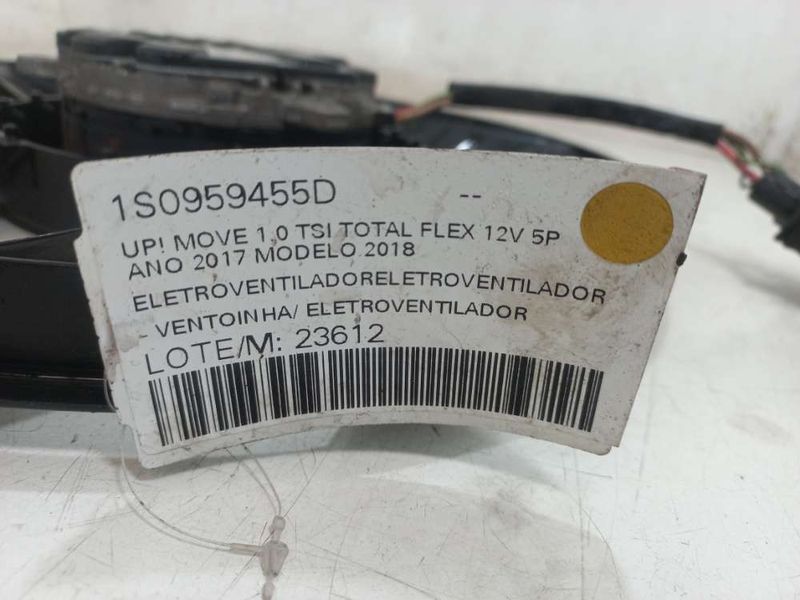 1S0959455D --
UP! MOVE 1.0 TSI TOTAL FLEX 12V 5P
ANO 2017 MODELO 2018
ELETROVENTILADORELETROVENTILADOR
- VENTOINHA/ ELETROVENTILADOR
LOTE/M: 23612